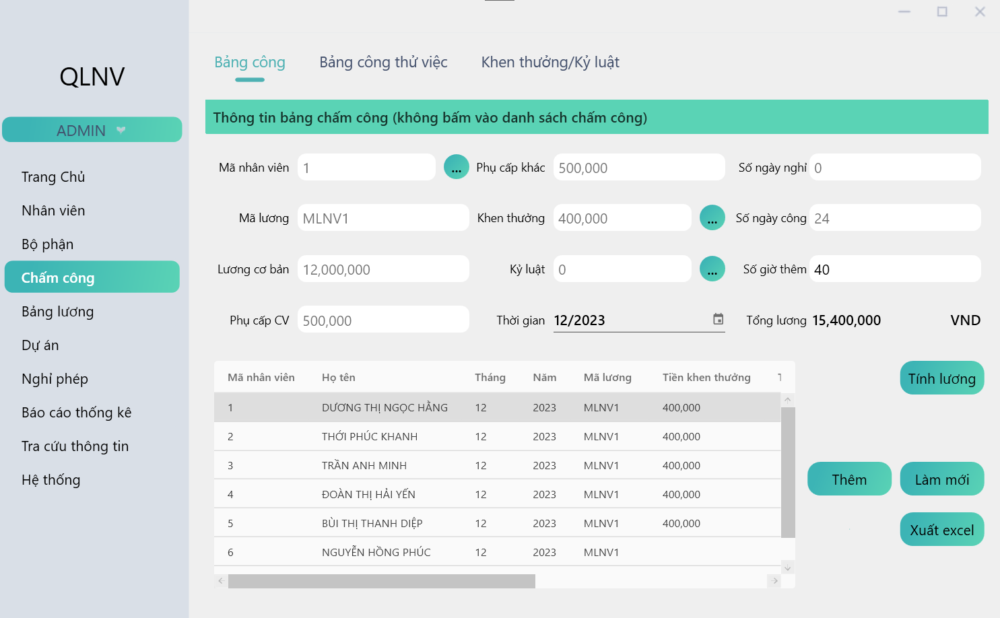 QLNV
ADMIN
Trang Chủ
Nhân viên
Bộ phận
Chấm công
Bảng lương
Dự án
Nghỉ phép
Báo cáo thống kê
Tra cứu thông tin
Hệ thống
Bảng công Bảng công thử việc Khen thưởng/Kỷ luật
Thông tin bảng chấm công (không bấm vào danh sách chấm công)
Mã nhân viên 1 ... Phụ cấp khác 500,000 Số ngày nghỉ 0
Mã lương MLNV1 Khen thưởng 400,000 ... Số ngày công 24
Lương cơ bản 12,000,000 Kỷ luật 0 ... Số giờ thêm 40
Phụ cấp CV 500,000 Thời gian 12/2023 Tổng lương 15,400,000 VND
Mã nhân viên Họ tên Tháng Năm Mã lương Tiền khen thưởng
1 DƯƠNG THỊ NGỌC HẰNG 12 2023 MLNV1 400,000
2 THỚI PHÚC KHANH 12 2023 MLNV1 400,000
3 TRẦN ANH MINH 12 2023 MLNV1 400,000
4 ĐOÀN THỊ HẢI YẾN 12 2023 MLNV1 400,000
5 BÙI THỊ THANH DIỆP 12 2023 MLNV1 400,000
6 NGUYỄN HỒNG PHÚC 12 2023 MLNV1
Tính lương
Thêm Làm mới
Xuất excel